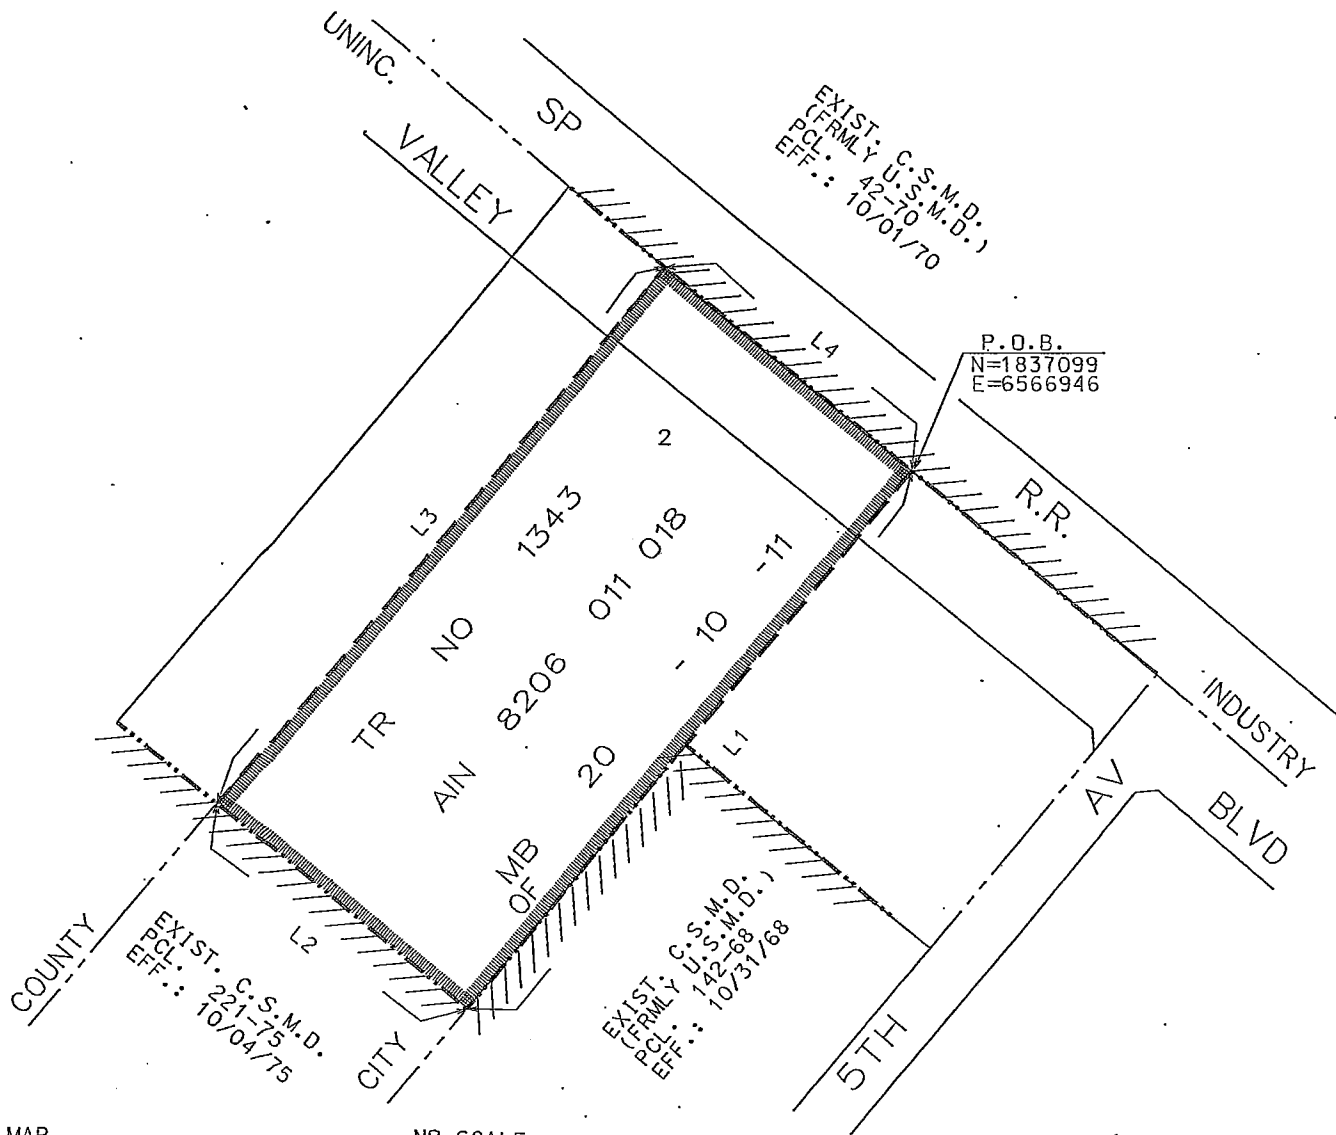 UNINC.
SP
VALLEY
EXIST. C.S.M.D.
(FRMLY U.S.M.D.)
PCL. 42-70
EFF.: 10/01/70
P.O.B.
N=1837099
E=6566946
L4
R.R.
2
L3
TR NO 1343
AIN 8206 011 018
MB 20 - 10 -11
OF
L1
INDUSTRY
AV
BLVD
5TH
L2
COUNTY
CITY
EXIST. C.S.M.D.
PCL. 221-75
EFF.: 10/04/75
EXIST. C.S.M.D.
(FRMLY U.S.M.D.)
PCL. 142-68
EFF.: 10/31/68
MAP
NO SCALE